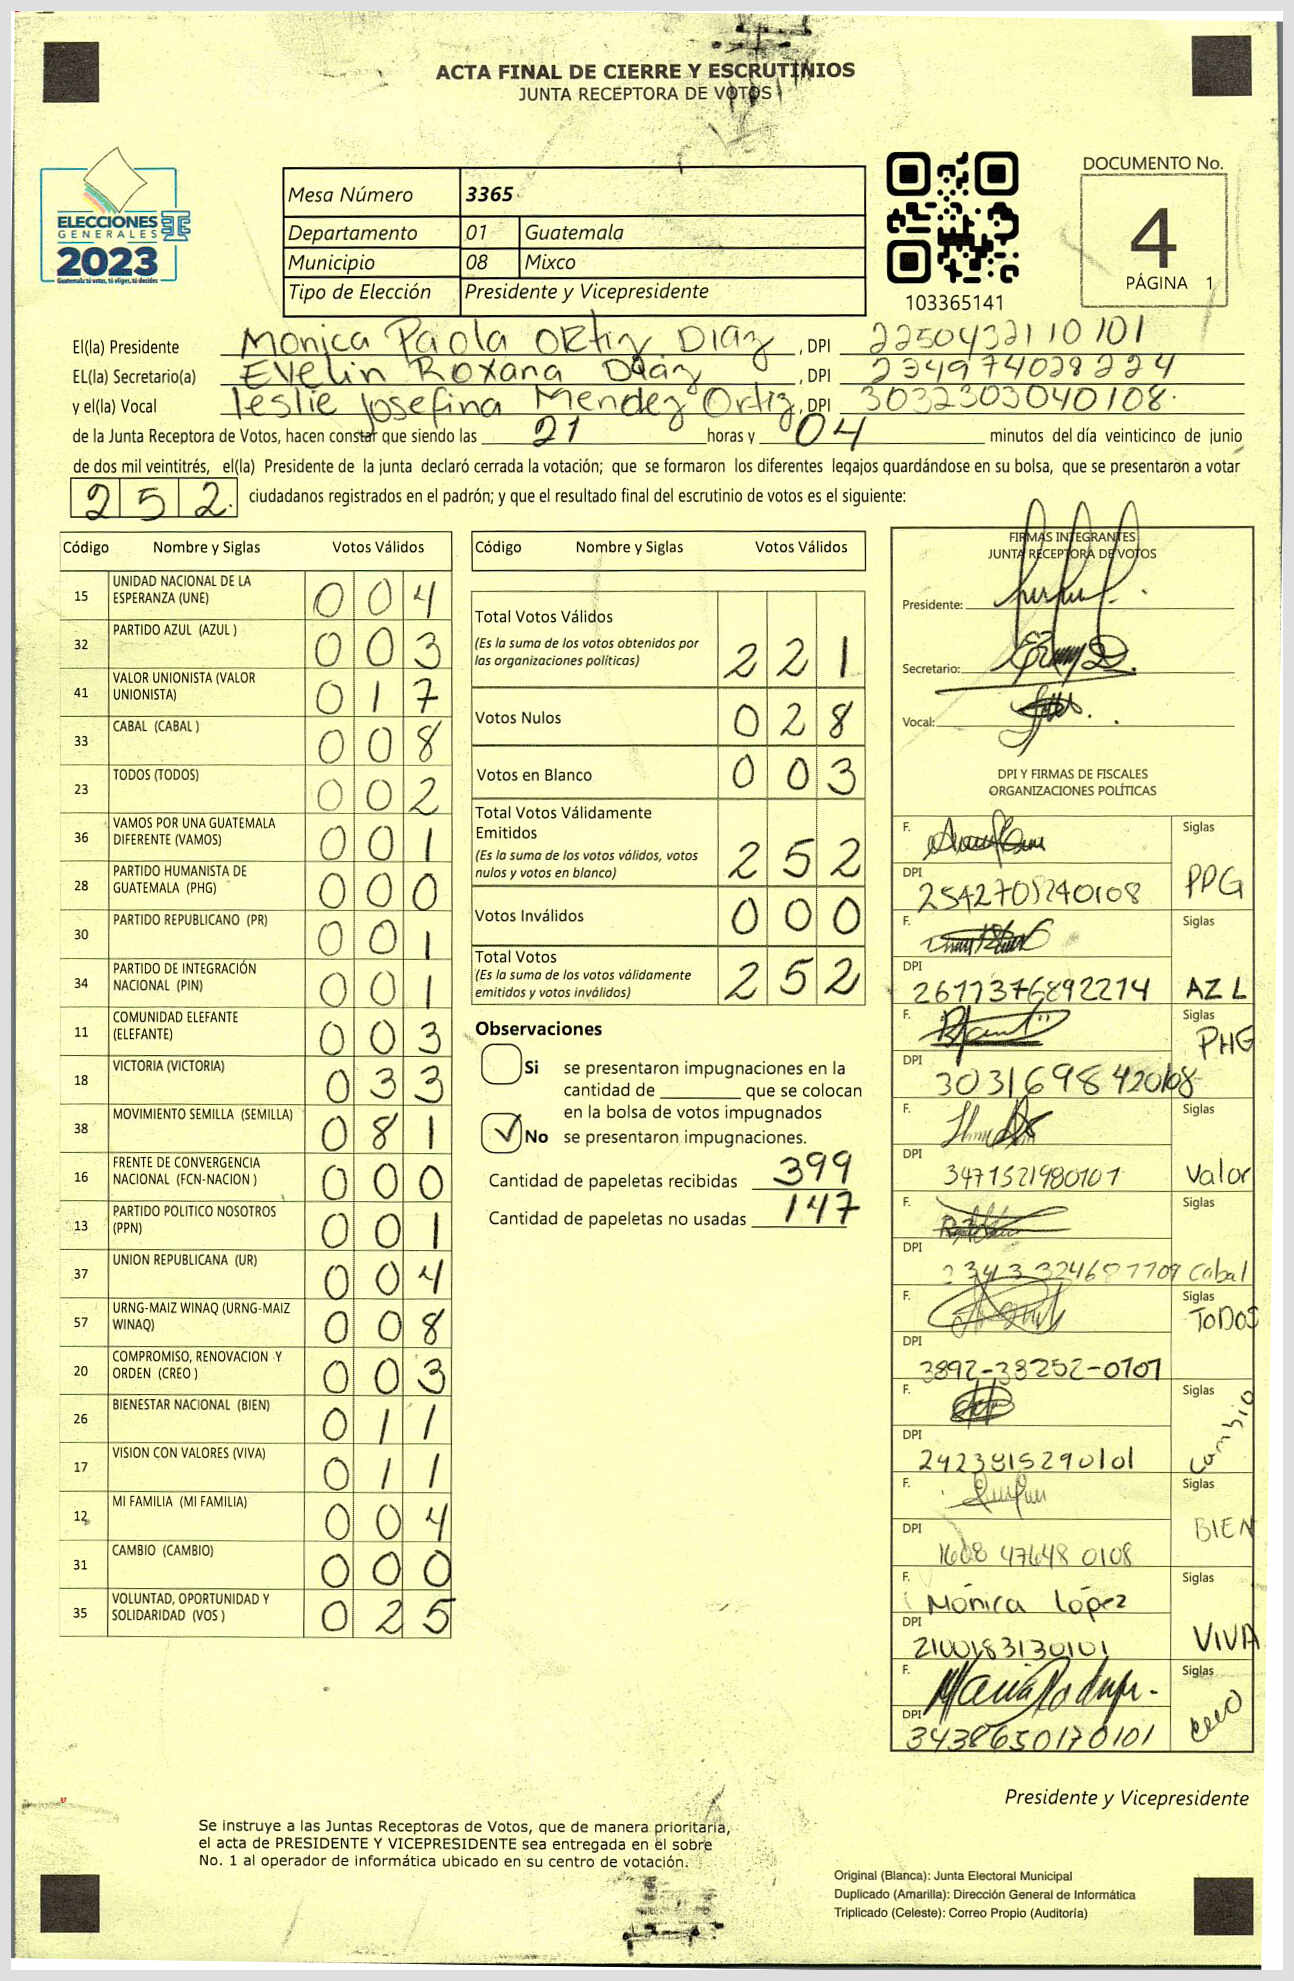 ACTA FINAL DE CIERRE Y ESCRUTINIOS
JUNTA RECEPTORA DE VOTOS
ELECCIONES
GENERALES
2023
Guatemala tú votas, tú eliges, tú decides
Mesa Número 3365
Departamento 01 Guatemala
Municipio 08 Mixco
Tipo de Elección Presidente y Vicepresidente
103365141
DOCUMENTO No.
4
PÁGINA 1
El(la) Presidente Monica Paola ORtiz DIAZ, DPI 2250432110101
EL(la) Secretario(a) Evelin Roxana Diaz, DPI 2349740282224
y el(la) Vocal Leslie Josefina Mendez Ortiz, DPI 3032303040108.
de la Junta Receptora de Votos, hacen constar que siendo las 21 horas y 04 minutos del día veinticinco de junio
de dos mil veintitrés, el(la) Presidente de la junta declaró cerrada la votación; que se formaron los diferentes legajos guardándose en su bolsa, que se presentaron a votar
252. ciudadanos registrados en el padrón; y que el resultado final del escrutinio de votos es el siguiente:
Código Nombre y Siglas Votos Válidos
15 UNIDAD NACIONAL DE LA ESPERANZA (UNE) 004
32 PARTIDO AZUL (AZUL ) 003
41 VALOR UNIONISTA (VALOR UNIONISTA) 017
33 CABAL (CABAL ) 008
23 TODOS (TODOS) 002
36 VAMOS POR UNA GUATEMALA DIFERENTE (VAMOS) 001
28 PARTIDO HUMANISTA DE GUATEMALA (PHG) 000
30 PARTIDO REPUBLICANO (PR) 001
34 PARTIDO DE INTEGRACIÓN NACIONAL (PIN) 001
11 COMUNIDAD ELEFANTE (ELEFANTE) 003
18 VICTORIA (VICTORIA) 033
38 MOVIMIENTO SEMILLA (SEMILLA) 081
16 FRENTE DE CONVERGENCIA NACIONAL (FCN-NACION ) 000
13 PARTIDO POLITICO NOSOTROS (PPN) 001
37 UNION REPUBLICANA (UR) 004
57 URNG-MAIZ WINAQ (URNG-MAIZ WINAQ) 008
20 COMPROMISO, RENOVACION Y ORDEN (CREO ) 003
26 BIENESTAR NACIONAL (BIEN) 011
17 VISION CON VALORES (VIVA) 011
12 MI FAMILIA (MI FAMILIA) 004
31 CAMBIO (CAMBIO) 000
35 VOLUNTAD, OPORTUNIDAD Y SOLIDARIDAD (VOS ) 025
Código Nombre y Siglas Votos Válidos
Total Votos Válidos
(Es la suma de los votos obtenidos por las organizaciones políticas) 221
Votos Nulos 028
Votos en Blanco 003
Total Votos Válidamente Emitidos
(Es la suma de los votos válidos, votos nulos y votos en blanco) 252
Votos Inválidos 000
Total Votos
(Es la suma de los votos válidamente emitidos y votos inválidos) 252
Observaciones
Si se presentaron impugnaciones en la
cantidad de ________ que se colocan
en la bolsa de votos impugnados
No se presentaron impugnaciones.
Cantidad de papeletas recibidas 399
Cantidad de papeletas no usadas 147
FIRMAS INTEGRANTES
JUNTA RECEPTORA DE VOTOS
Presidente:
Secretario:
Vocal:
DPI Y FIRMAS DE FISCALES
ORGANIZACIONES POLÍTICAS
F. Siglas
DPI PPG
F. Siglas
DPI
2677376892214 AZL
F. Siglas
PHG
DPI
3031698420108
F. Siglas
DPI
3471521980101 Valor
F. Siglas
DPI
Cabal
F. Siglas
TODOS
DPI
3892-38252-0101
F. Siglas
Cambio
DPI
2423815290101
F. Siglas
DPI BIEN
1608 47648 0108
F. Siglas
Mónica López
DPI
2100183130101 VIVA
F. Siglas
DPI
3438650170101 creo
Presidente y Vicepresidente
Se instruye a las Juntas Receptoras de Votos, que de manera prioritaria,
el acta de PRESIDENTE Y VICEPRESIDENTE sea entregada en el sobre
No. 1 al operador de informática ubicado en su centro de votación.
Original (Blanca): Junta Electoral Municipal
Duplicado (Amarilla): Dirección General de Informática
Triplicado (Celeste): Correo Propio (Auditoría)